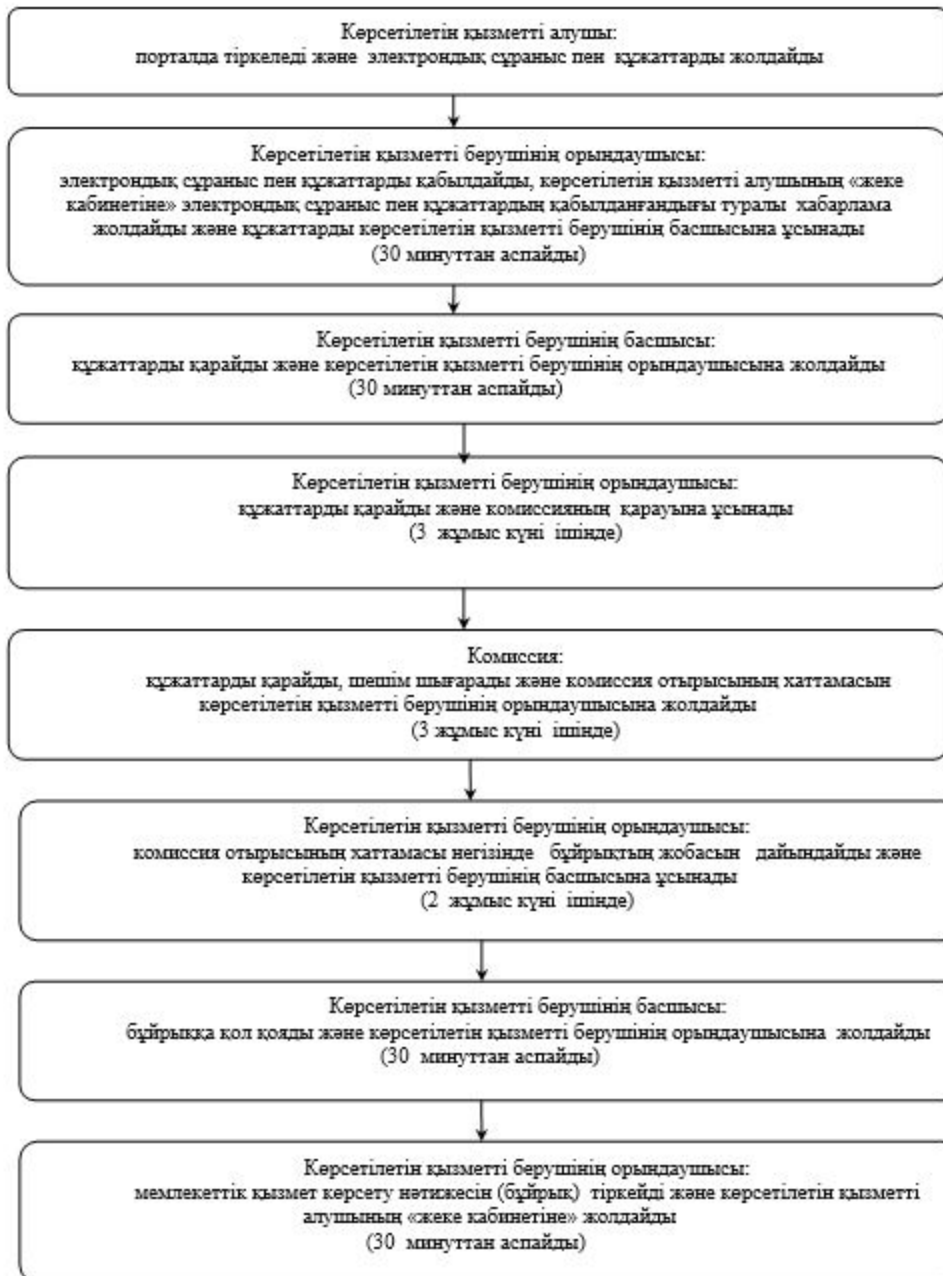 Көрсетілетін қызметті алушы:
порталда тіркеледі және электрондық сұраныс пен құжаттарды жолдайды
Көрсетілетін қызметті берушінің орындаушысы:
электрондық сұраныс пен құжаттарды қабылдайды, көрсетілетін қызметті алушының «жеке
кабинетіне» электрондық сұраныс пен құжаттардың қабылданғандығы туралы хабарлама
жолдайды және құжаттарды көрсетілетін қызметті берушінің басшысына ұсынады
(30 минуттан аспайды)
Көрсетілетін қызметті берушінің басшысы:
құжаттарды қарайды және көрсетілетін қызметті берушінің орындаушысына жолдайды
(30 минуттан аспайды)
Көрсетілетін қызметті берушінің орындаушысы:
құжаттарды қарайды және комиссияның қарауына ұсынады
(3 жұмыс күні ішінде)
Комиссия:
құжаттарды қарайды, шешім шығарады және комиссия отырысының хаттамасын
көрсетілетін қызметті берушінің орындаушысына жолдайды
(3 жұмыс күні ішінде)
Көрсетілетін қызметті берушінің орындаушысы:
комиссия отырысының хаттамасы негізінде бұйрықтың жобасын дайындайды және
көрсетілетін қызметті берушінің басшысына ұсынады
(2 жұмыс күні ішінде)
Көрсетілетін қызметті берушінің басшысы:
бұйрыққа қол қояды және көрсетілетін қызметті берушінің орындаушысына жолдайды
(30 минуттан аспайды)
Көрсетілетін қызметті берушінің орындаушысы:
мемлекеттік қызмет көрсету нәтижесін (бұйрық) тіркейді және көрсетілетін қызметті
алушының «жеке кабинетіне» жолдайды
(30 минуттан аспайды)